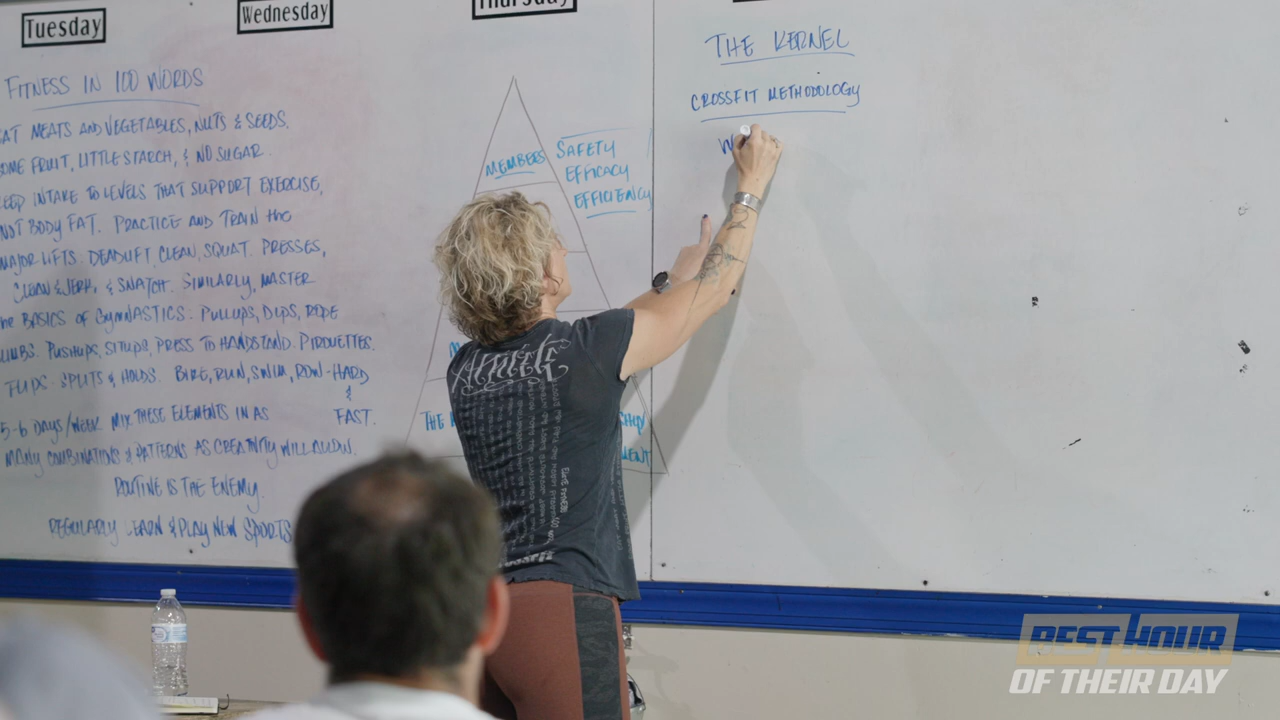 Tuesday
Wednesday
Thursday
FITNESS IN 100 WORDS
EAT MEATS AND VEGETABLES, NUTS & SEEDS.
SOME FRUIT, LITTLE STARCH, & NO SUGAR.
KEEP INTAKE TO LEVELS THAT SUPPORT EXERCISE,
NOT BODY FAT. PRACTICE AND TRAIN the
MAJOR LIFTS: DEADLIFT, CLEAN, SQUAT, PRESSES,
CLEAN & JERK, & SNATCH. SIMILARLY, MASTER
the BASICS OF GYMNASTICS: PULLUPS, DIPS, ROPE
CLIMBS, PUSHUPS, SITUPS, PRESS TO HANDSTAND, PIROUETTES,
FLIPS, SPLITS & HOLDS. BIKE, RUN, SWIM, ROW - HARD
&
FAST.
5-6 DAYS/WEEK MIX THESE ELEMENTS IN AS
MANY COMBINATIONS & PATTERNS AS CREATIVITY WILL ALLOW.
ROUTINE IS THE ENEMY.
REGULARLY LEARN & PLAY NEW SPORTS
MEMBERS
SAFETY
EFFICACY
EFFICIENCY
THE
THE KERNEL
CROSSFIT METHODOLOGY
W
Athlete
BEST HOUR
OF THEIR DAY